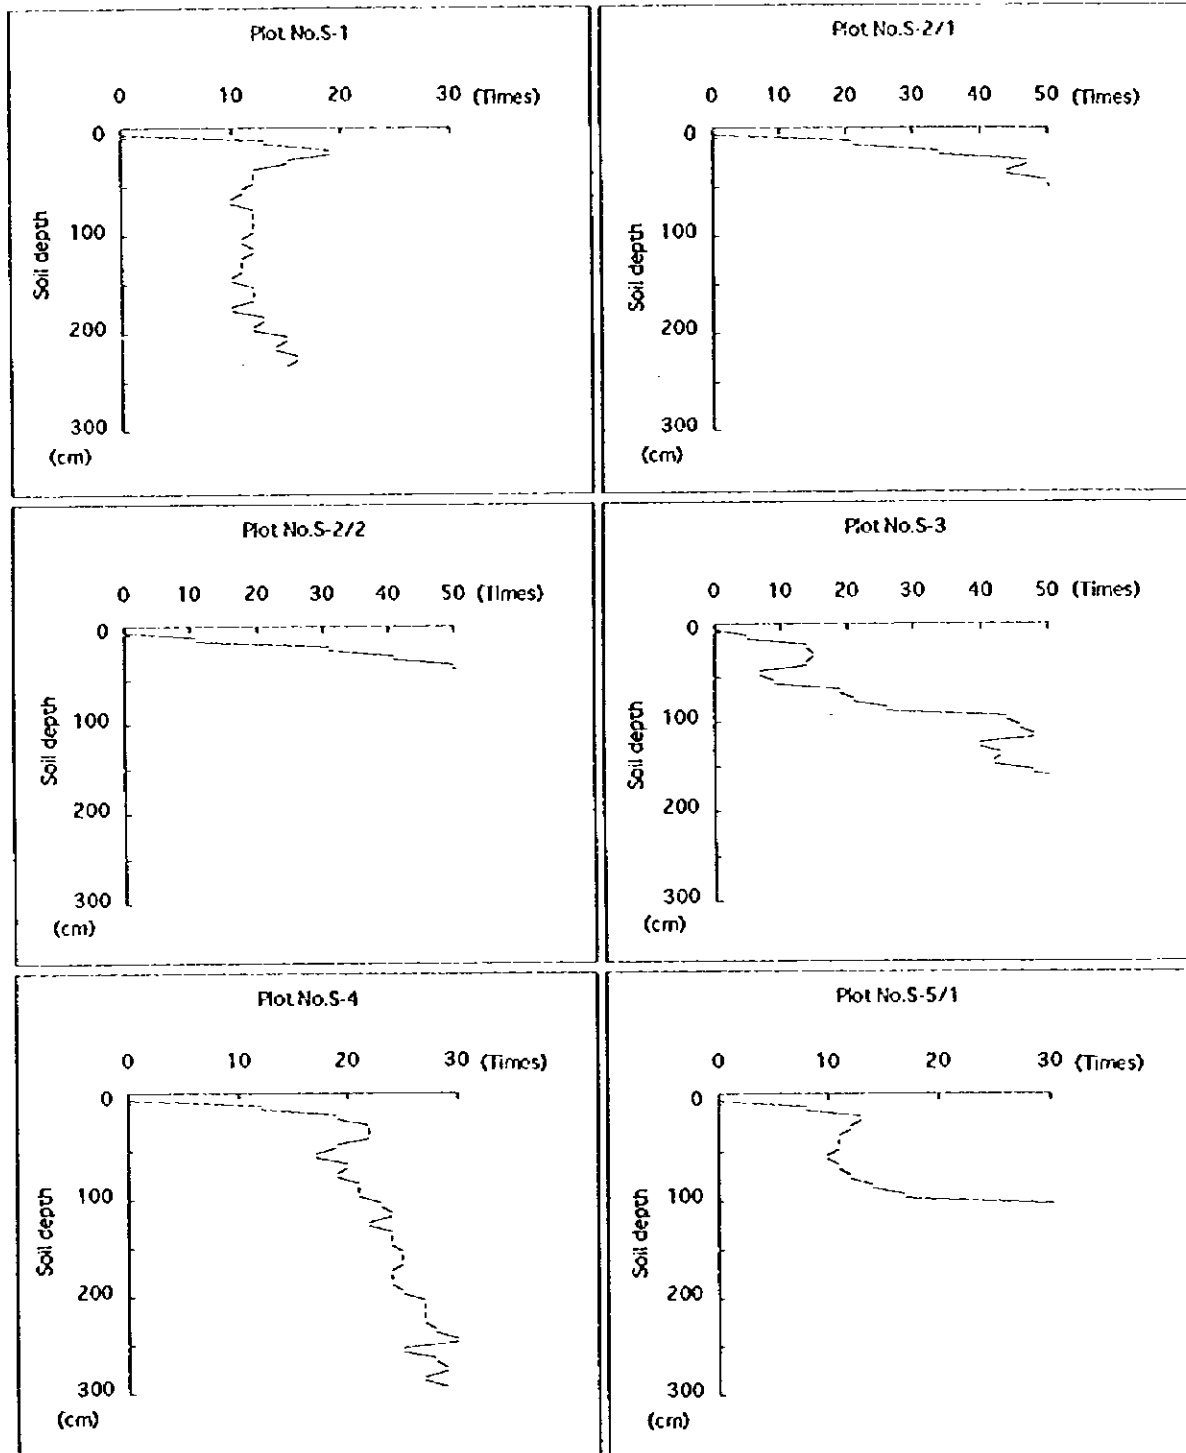 Plot No.S-1
0 10 20 30 (Times)
0
100
200
300
Soil depth
(cm)
Plot No.S-2/1
0 10 20 30 40 50 (Times)
0
100
200
300
Soil depth
(cm)
Plot No.S-2/2
0 10 20 30 40 50 (Times)
0
100
200
300
Soil depth
(cm)
Plot No.S-3
0 10 20 30 40 50 (Times)
0
100
200
300
Soil depth
(cm)
Plot No.S-4
0 10 20 30 (Times)
0
100
200
300
Soil depth
(cm)
Plot No.S-5/1
0 10 20 30 (Times)
0
100
200
300
Soil depth
(cm)